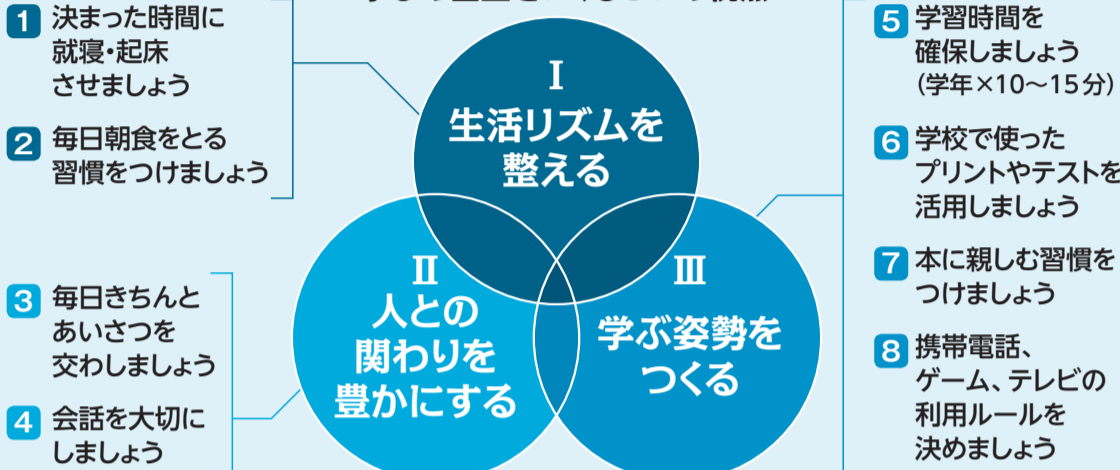 1 決まった時間に
就寝・起床
させましょう
2 毎日朝食をとる
習慣をつけましょう
3 毎日きちんと
あいさつを
交わしましょう
4 会話を大切に
しましょう
Ⅰ
生活リズムを
整える
Ⅱ
人との
関わりを
豊かにする
Ⅲ
学ぶ姿勢を
つくる
5 学習時間を
確保しましょう
(学年×10〜15分)
6 学校で使った
プリントやテストを
活用しましょう
7 本に親しむ習慣を
つけましょう
8 携帯電話、
ゲーム、テレビの
利用ルールを
決めましょう